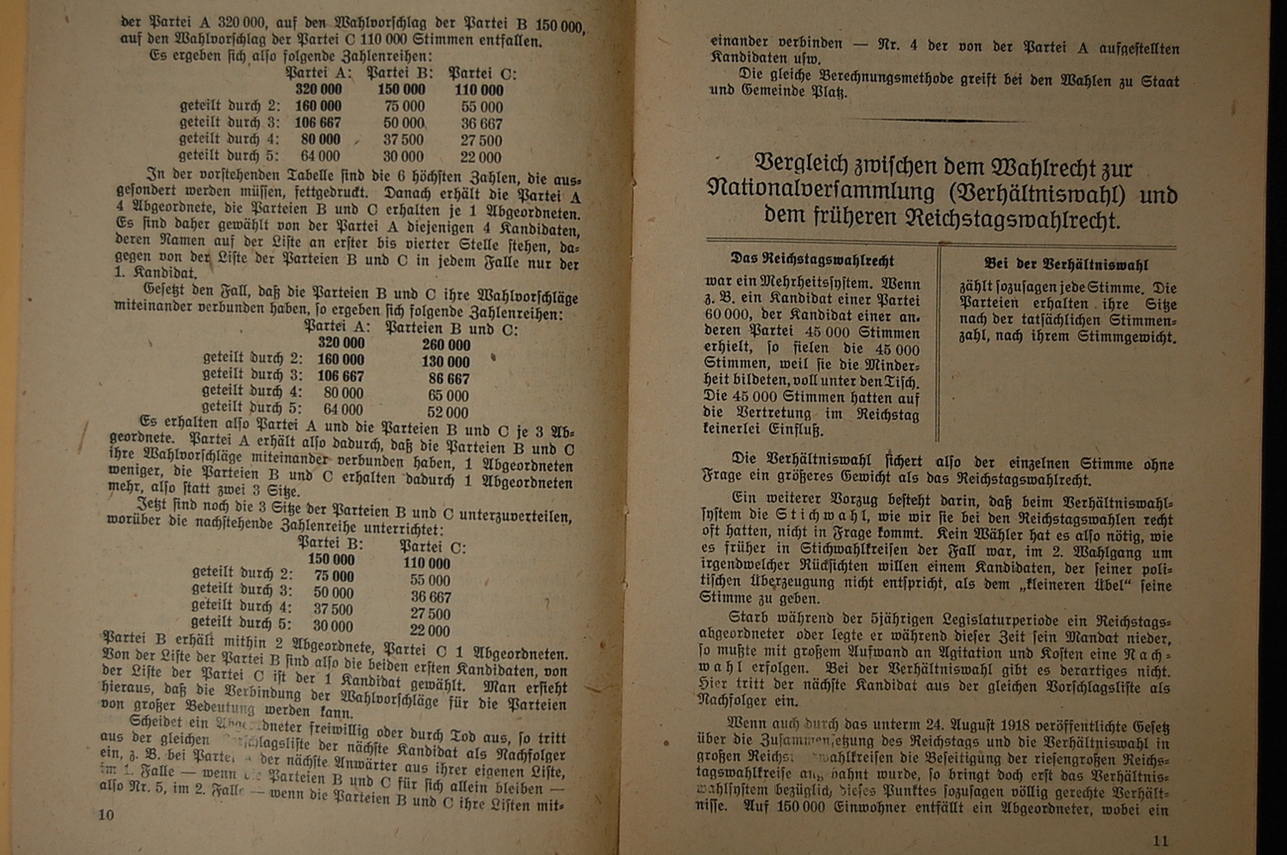 der Partei A 320 000, auf den Wahlvorschlag der Partei B 150 000,
auf den Wahlvorschlag der Partei C 110 000 Stimmen entfallen.
Es ergeben sich also folgende Zahlenreihen:
Partei A: Partei B: Partei C:
320 000 150 000 110 000
geteilt durch 2: 160 000 75 000 55 000
geteilt durch 3: 106 667 50 000 36 667
geteilt durch 4: 80 000 37 500 27 500
geteilt durch 5: 64 000 30 000 22 000
In der vorstehenden Tabelle sind die 6 höchsten Zahlen, die aus-
gesondert werden müssen, fettgedruckt. Danach erhält die Partei A
4 Abgeordnete, die Parteien B und C erhalten je 1 Abgeordneten.
Es sind daher gewählt von der Partei A diejenigen 4 Kandidaten,
deren Namen auf der Liste an erster bis vierter Stelle stehen, da-
gegen von der Liste der Parteien B und C in jedem Falle nur der
1. Kandidat.
Gesetzt den Fall, daß die Parteien B und C ihre Wahlvorschläge
miteinander verbunden haben, so ergeben sich folgende Zahlenreihen:
Partei A: Parteien B und C:
320 000 260 000
geteilt durch 2: 160 000 130 000
geteilt durch 3: 106 667 86 667
geteilt durch 4: 80 000 65 000
geteilt durch 5: 64 000 52 000
Es erhalten also Partei A und die Parteien B und C je 3 Ab-
geordnete. Partei A erhält also dadurch, daß die Parteien B und C
ihre Wahlvorschläge miteinander verbunden haben, 1 Abgeordneten
weniger, die Parteien B und C erhalten dadurch 1 Abgeordneten
mehr, also statt zwei 3 Sitze.
Jetzt sind noch die 3 Sitze der Parteien B und C unterzuverteilen,
worüber die nachstehende Zahlenreihe unterrichtet:
Partei B: Partei C:
150 000 110 000
geteilt durch 2: 75 000 55 000
geteilt durch 3: 50 000 36 667
geteilt durch 4: 37 500 27 500
geteilt durch 5: 30 000 22 000
Partei B erhält mithin 2 Abgeordnete, Partei C 1 Abgeordneten.
Von der Liste der Partei B sind also die beiden ersten Kandidaten, von
der Liste der Partei C ist der 1 Kandidat gewählt. Man ersieht
hieraus, daß die Verbindung der Wahlvorschläge für die Parteien
von großer Bedeutung werden kann.
Scheidet ein freiwillig oder durch Tod aus, so tritt
aus der gleichen der nächste Kandidat als Nachfolger
ein, z. B. bei der nächste Anwärter aus ihrer eigenen Liste,
im 1. Falle — wenn Parteien B und C für sich allein bleiben —
also Nr. 5, im 2. Falle — wenn die Parteien B und C ihre Listen mit-
10
einander verbinden — Nr. 4 der von der Partei A aufgestellten
Kandidaten usw.
Die gleiche Berechnungsmethode greift bei den Wahlen zu Staat
und Gemeinde Platz.
Vergleich zwischen dem Wahlrecht zur
Nationalversammlung (Verhältniswahl) und
dem früheren Reichstagswahlrecht.
Das Reichstagswahlrecht
war ein Mehrheitssystem. Wenn
z. B. ein Kandidat einer Partei
60 000, der Kandidat einer an-
deren Partei 45 000 Stimmen
erhielt, so fielen die 45 000
Stimmen, weil sie die Minder-
heit bildeten, voll unter den Tisch.
Die 45 000 Stimmen hatten auf
die Vertretung im Reichstag
keinerlei Einfluß.
Bei der Verhältniswahl
zählt sozusagen jede Stimme. Die
Parteien erhalten ihre Sitze
nach der tatsächlichen Stimmen-
zahl, nach ihrem Stimmgewicht.
Die Verhältniswahl sichert also der einzelnen Stimme ohne
Frage ein größeres Gewicht als das Reichstagswahlrecht.
Ein weiterer Vorzug besteht darin, daß beim Verhältniswahl-
system die Stichwahl, wie wir sie bei den Reichstagswahlen recht
oft hatten, nicht in Frage kommt. Kein Wähler hat es also nötig, wie
es früher in Stichwahlkreisen der Fall war, im 2. Wahlgang um
irgendwelcher Rücksichten willen einem Kandidaten, der seiner poli-
tischen Überzeugung nicht entspricht, als dem „kleineren Übel“ seine
Stimme zu geben.
Starb während der 5jährigen Legislaturperiode ein Reichstags-
abgeordneter oder legte er während dieser Zeit sein Mandat nieder,
so mußte mit großem Aufwand an Agitation und Kosten eine Nach-
wahl erfolgen. Bei der Verhältniswahl gibt es derartiges nicht.
Hier tritt der nächste Kandidat aus der gleichen Vorschlagsliste als
Nachfolger ein.
Wenn auch durch das unterm 24. August 1918 veröffentlichte Gesetz
über die Zusammensetzung des Reichstags und die Verhältniswahl in
großen die Beseitigung der riesengroßen Reichs-
tagswahlkreise angebahnt wurde, so bringt doch erst das Verhältnis-
wahlsystem bezüglich dieses Punktes sozusagen völlig gerechte Verhält-
nisse. Auf 150 000 Einwohner entfällt ein Abgeordneter, wobei ein
11